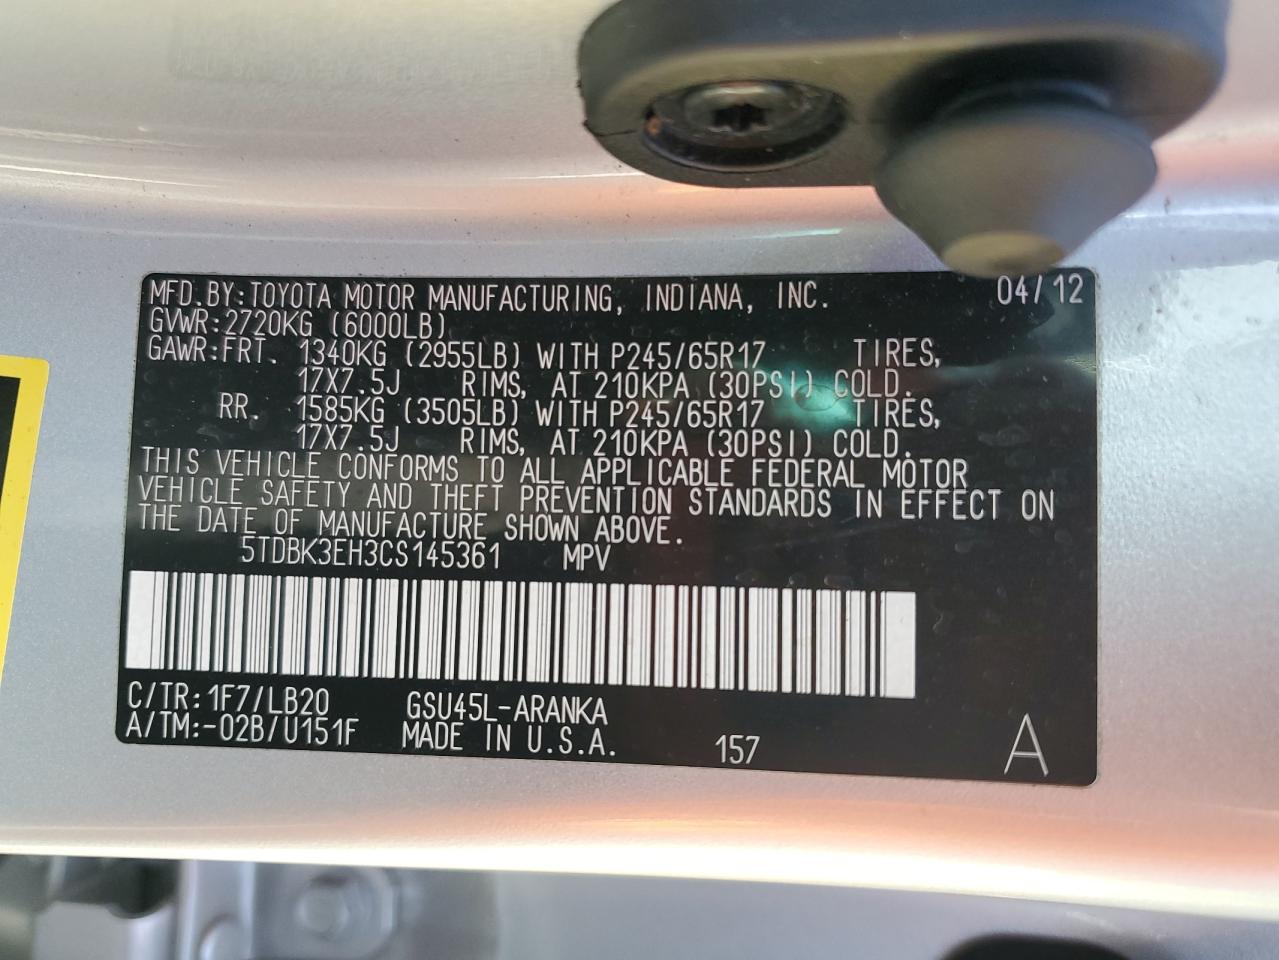 MFD.BY:TOYOTA MOTOR MANUFACTURING, INDIANA, INC. 04/12
GVWR:2720KG (6000LB)
GAWR:FRT. 1340KG (2955LB) WITH P245/65R17 TIRES,
17X7.5J RIMS, AT 210KPA (30PSI) COLD.
RR. 1585KG (3505LB) WITH P245/65R17 TIRES,
17X7.5J RIMS, AT 210KPA (30PSI) COLD.
THIS VEHICLE CONFORMS TO ALL APPLICABLE FEDERAL MOTOR
VEHICLE SAFETY AND THEFT PREVENTION STANDARDS IN EFFECT ON
THE DATE OF MANUFACTURE SHOWN ABOVE.
5TDBK3EH3CS145361 MPV
C/TR:1F7/LB20 GSU45L-ARANKA
A/TM:-02B/U151F MADE IN U.S.A. 157 A